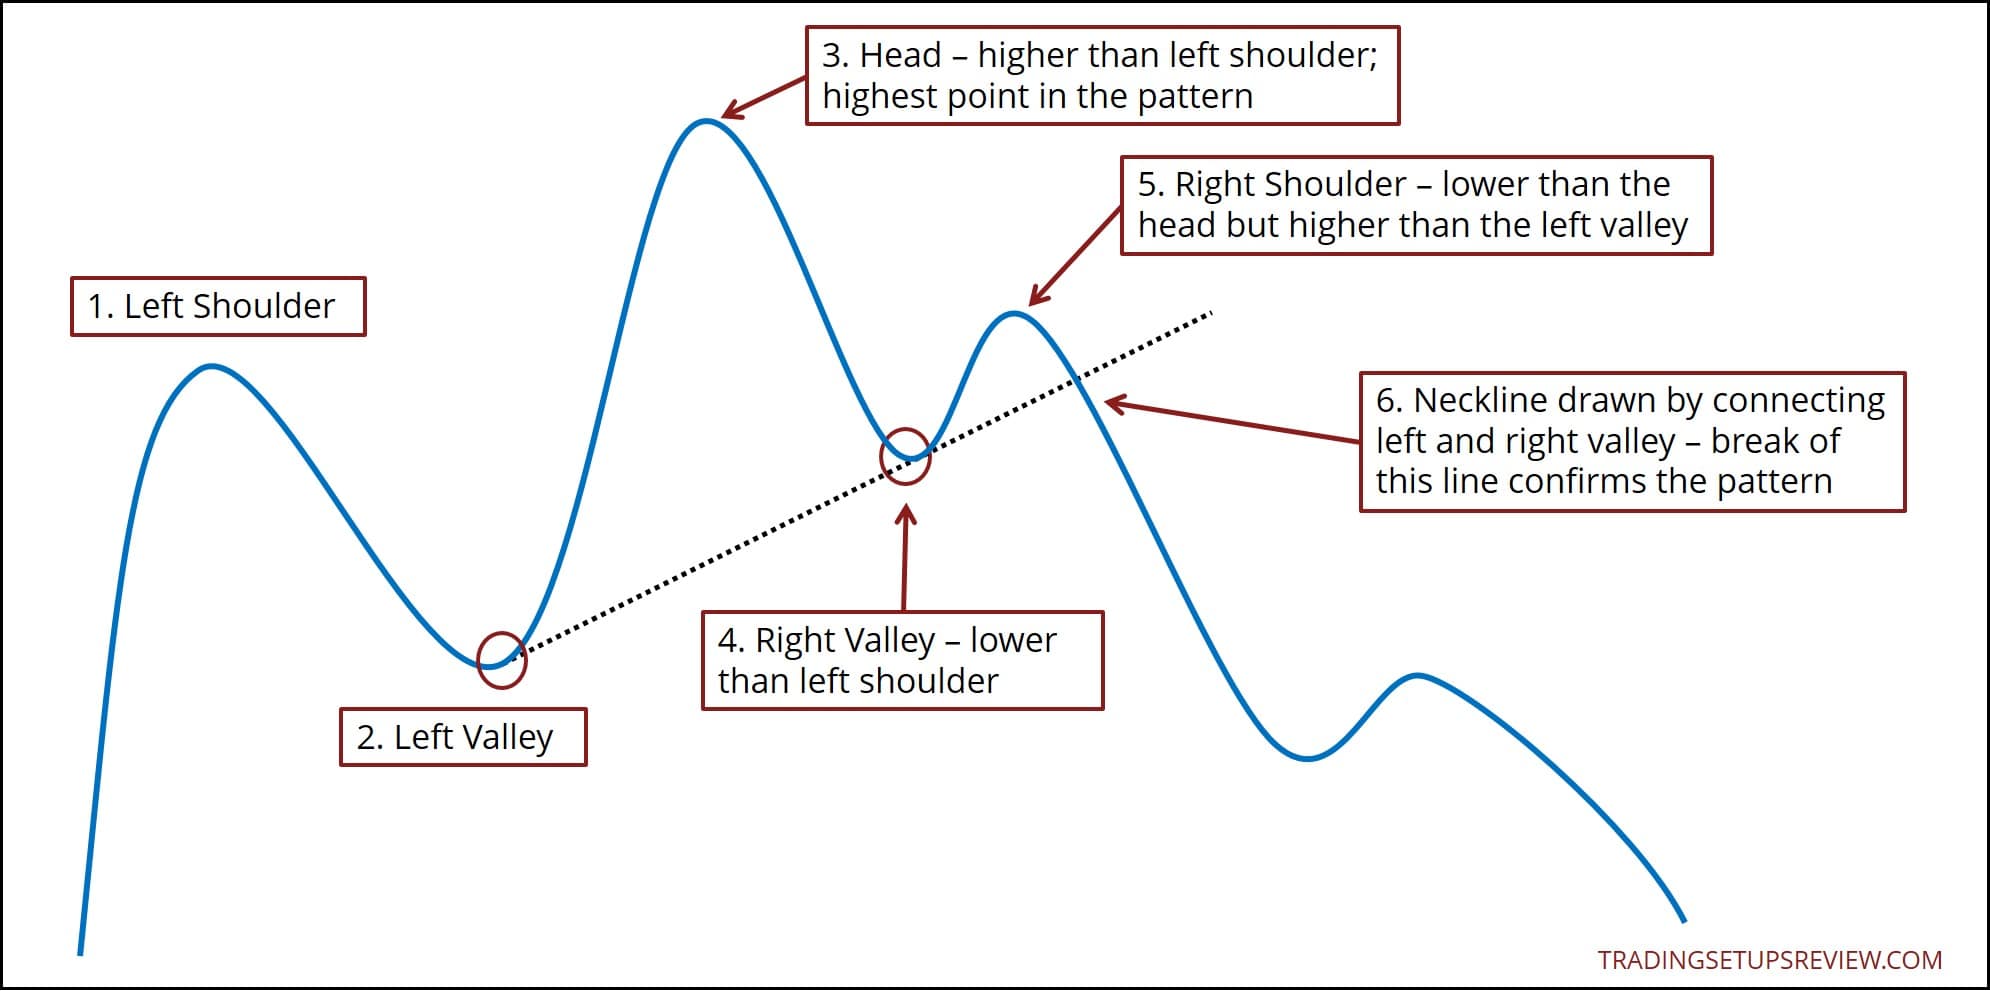 3. Head – higher than left shoulder;
highest point in the pattern
5. Right Shoulder – lower than the
head but higher than the left valley
1. Left Shoulder
6. Neckline drawn by connecting
left and right valley – break of
this line confirms the pattern
4. Right Valley – lower
than left shoulder
2. Left Valley
TRADINGSETUPSREVIEW.COM